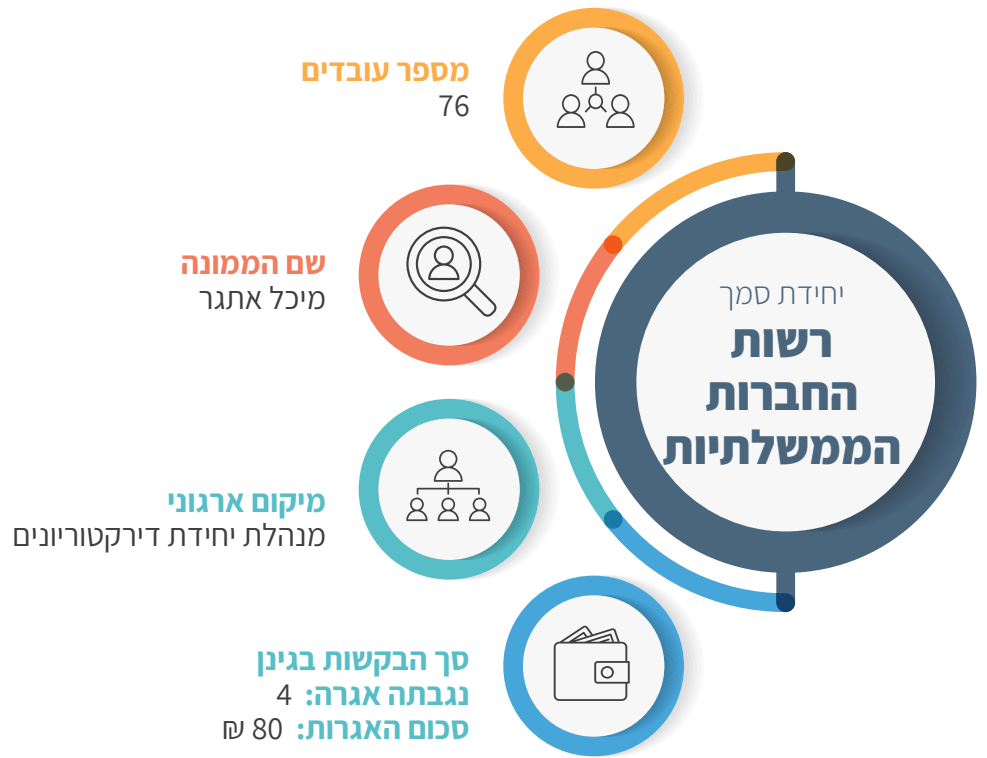 יחידת סמך
רשות
החברות
הממשלתיות
מספר עובדים
76
שם הממונה
מיכל אתגר
מיקום ארגוני
מנהלת יחידת דירקטוריונים
סך הבקשות בגינן
נגבתה אגרה: 4
סכום האגרות: 80 ₪